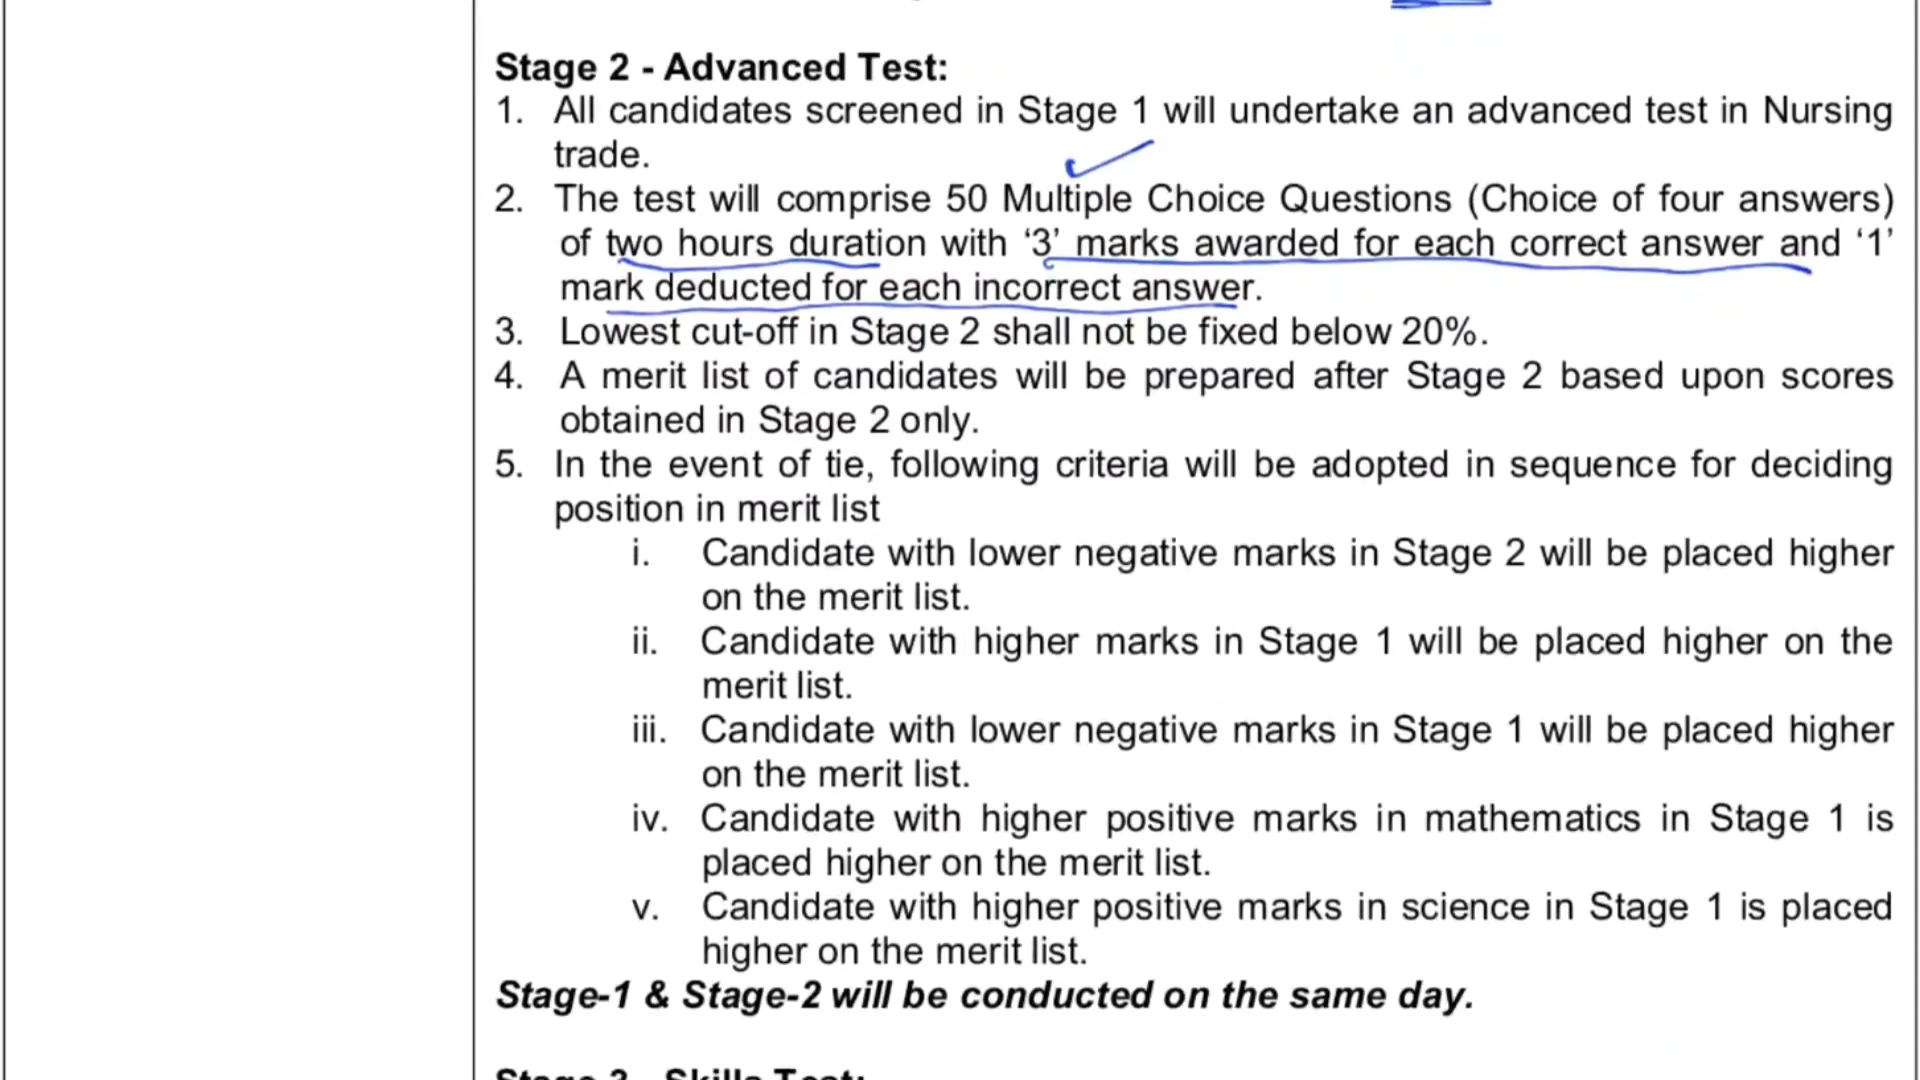 Stage 2 - Advanced Test:
1. All candidates screened in Stage 1 will undertake an advanced test in Nursing
trade.
2. The test will comprise 50 Multiple Choice Questions (Choice of four answers)
of two hours duration with ‘3’ marks awarded for each correct answer and ‘1’
mark deducted for each incorrect answer.
3. Lowest cut-off in Stage 2 shall not be fixed below 20%.
4. A merit list of candidates will be prepared after Stage 2 based upon scores
obtained in Stage 2 only.
5. In the event of tie, following criteria will be adopted in sequence for deciding
position in merit list
i. Candidate with lower negative marks in Stage 2 will be placed higher
on the merit list.
ii. Candidate with higher marks in Stage 1 will be placed higher on the
merit list.
iii. Candidate with lower negative marks in Stage 1 will be placed higher
on the merit list.
iv. Candidate with higher positive marks in mathematics in Stage 1 is
placed higher on the merit list.
v. Candidate with higher positive marks in science in Stage 1 is placed
higher on the merit list.
Stage-1 & Stage-2 will be conducted on the same day.
Stage 3 - Skills Test: